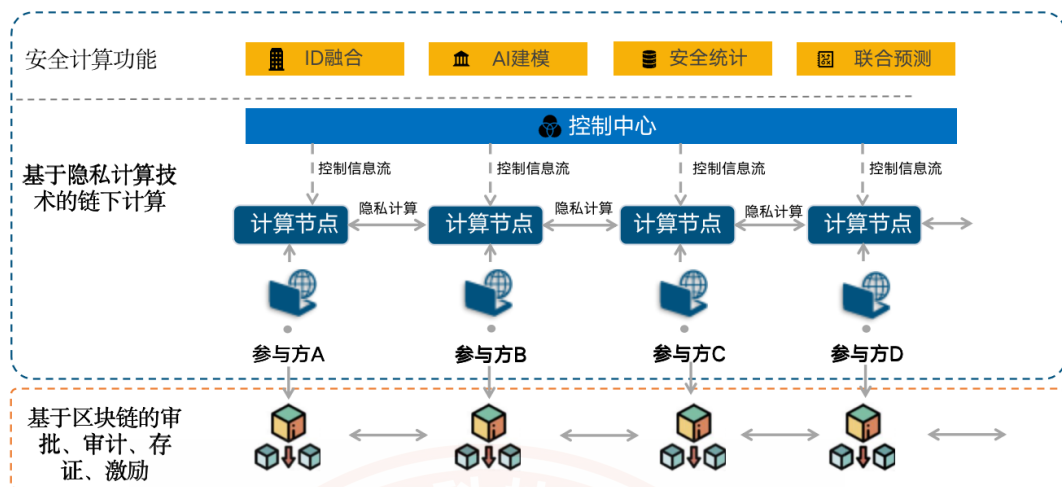 安全计算功能
ID融合
AI建模
安全统计
联合预测
控制中心
基于隐私计算技
术的链下计算
控制信息流
控制信息流
控制信息流
控制信息流
计算节点
隐私计算
计算节点
隐私计算
计算节点
隐私计算
计算节点
参与方A
参与方B
参与方C
参与方D
基于区块链的审
批、审计、存
证、激励